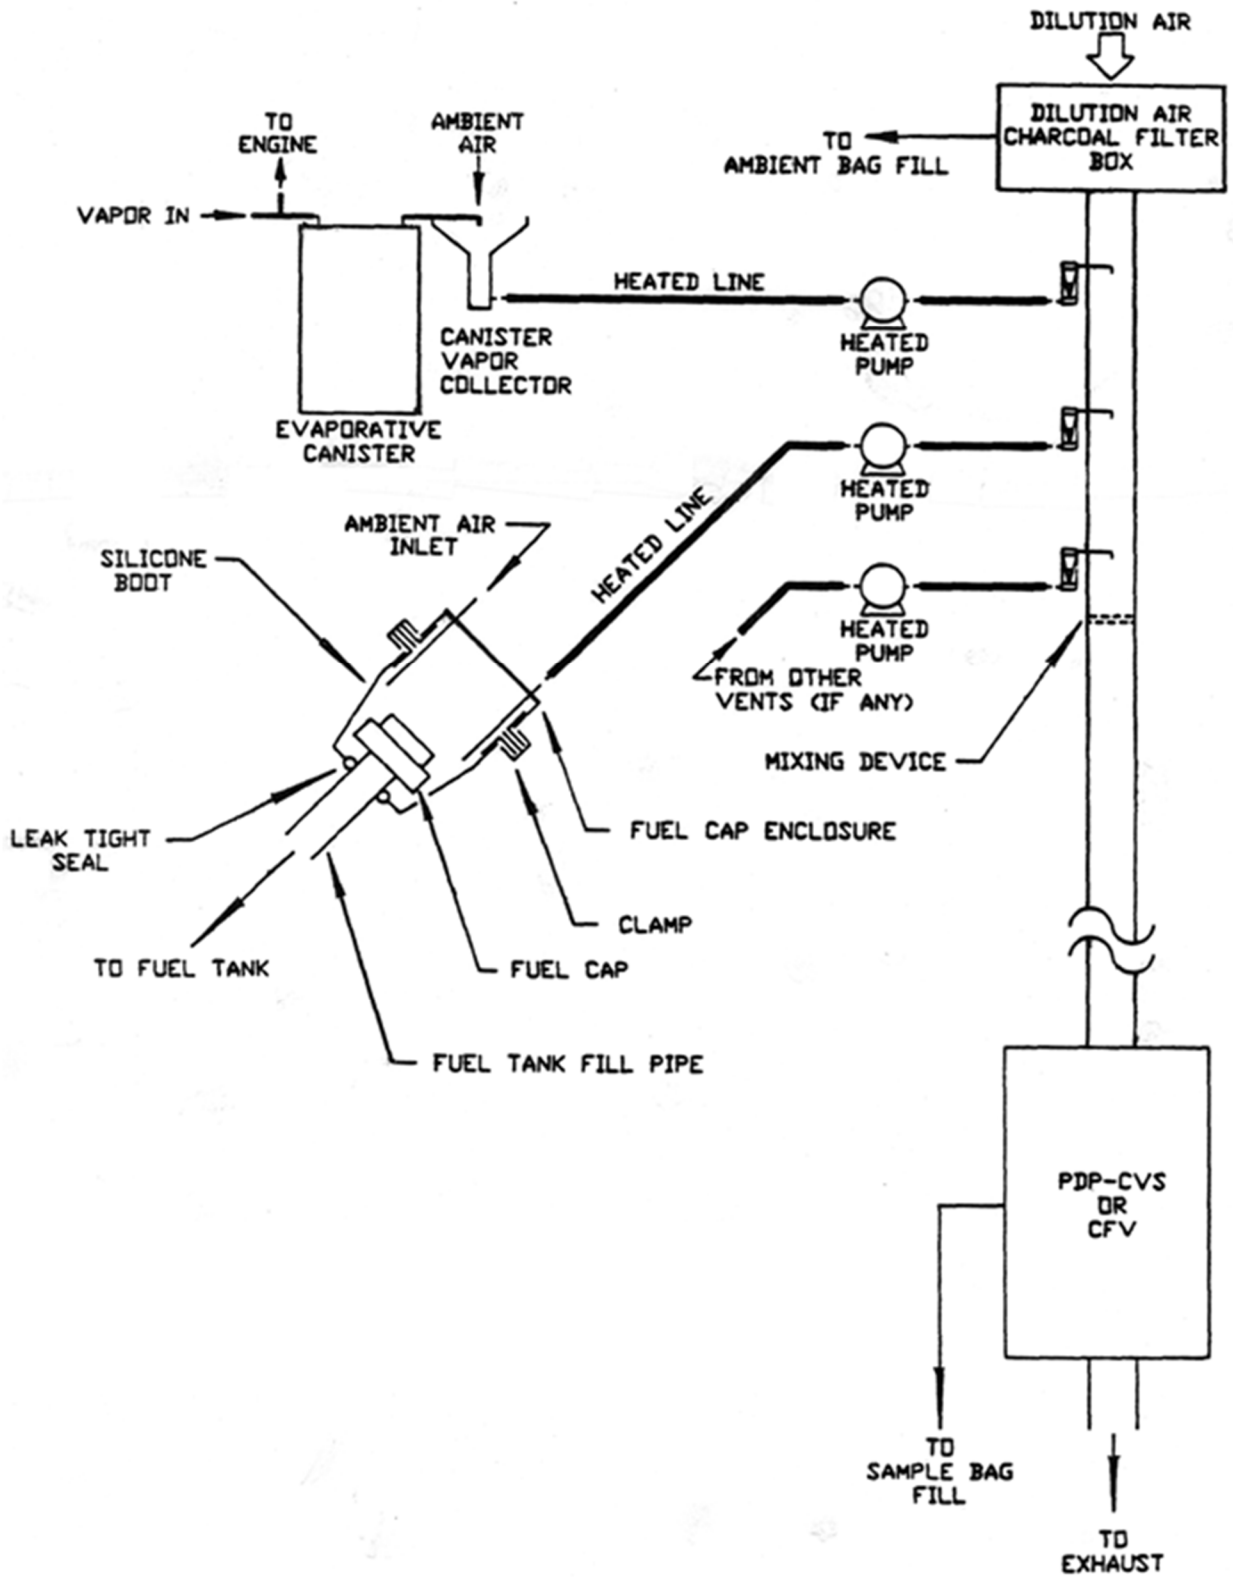 DILUTION AIR
DILUTION AIR
CHARCOAL FILTER
BOX
TO
AMBIENT BAG FILL
TO
ENGINE
AMBIENT
AIR
VAPOR IN
HEATED LINE
HEATED
PUMP
CANISTER
VAPOR
COLLECTOR
EVAPORATIVE
CANISTER
HEATED
PUMP
HEATED LINE
AMBIENT AIR
INLET
SILICONE
BOOT
HEATED
PUMP
FROM OTHER
VENTS (IF ANY)
MIXING DEVICE
LEAK TIGHT
SEAL
FUEL CAP ENCLOSURE
CLAMP
TO FUEL TANK
FUEL CAP
FUEL TANK FILL PIPE
PDP-CVS
OR
CFV
TO
SAMPLE BAG
FILL
TO
EXHAUST